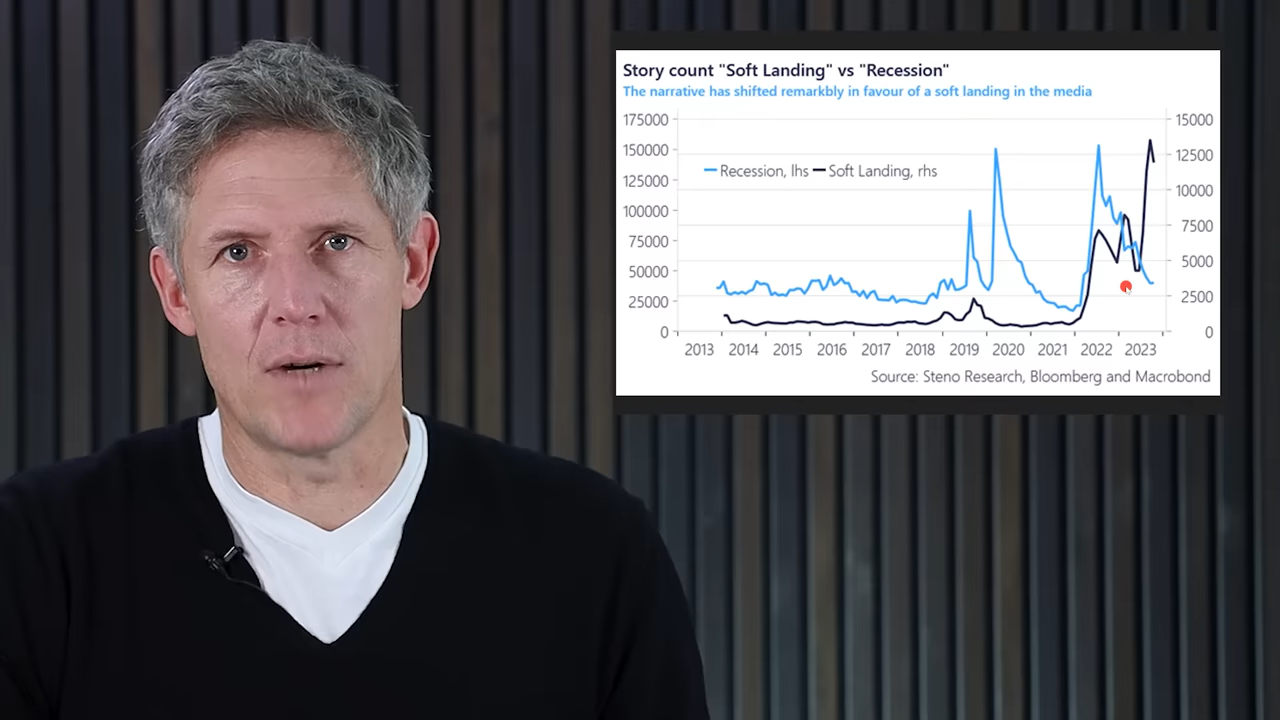 Story count "Soft Landing" vs "Recession"
The narrative has shifted remarkbly in favour of a soft landing in the media
175000
150000
125000
100000
75000
50000
25000
0
Recession, lhs
Soft Landing, rhs
15000
12500
10000
7500
5000
2500
0
2013 2014 2015 2016 2017 2018 2019 2020 2021 2022 2023
Source: Steno Research, Bloomberg and Macrobond